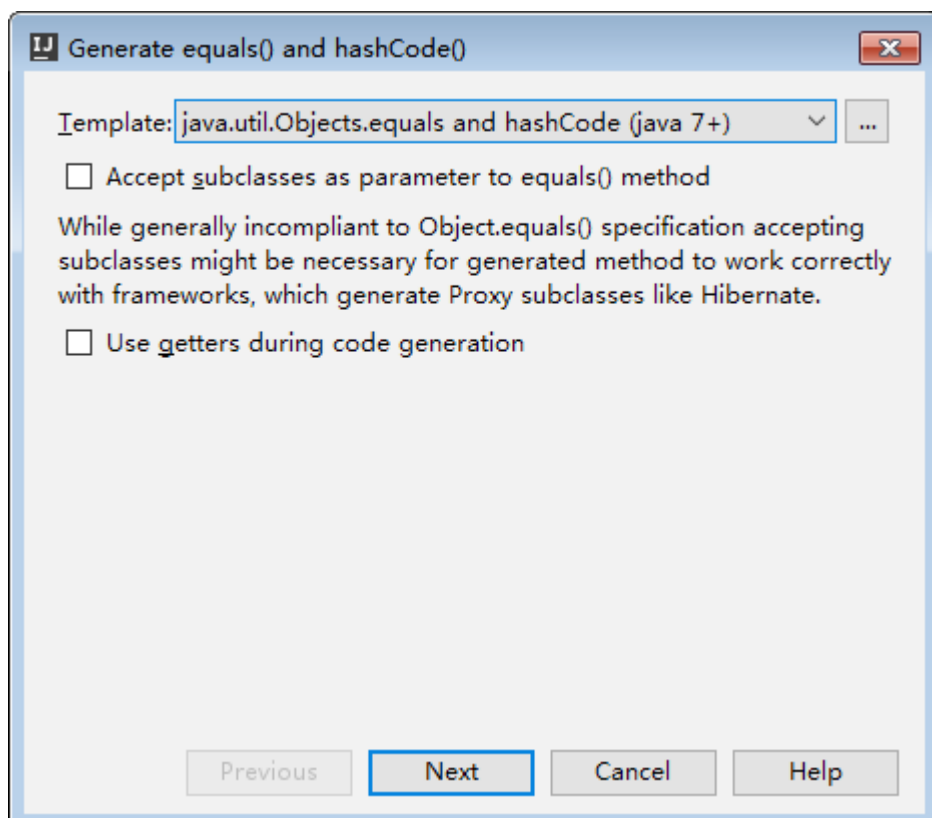 IJ Generate equals() and hashCode()
Template: java.util.Objects.equals and hashCode (java 7+) ...
Accept subclasses as parameter to equals() method
While generally incompliant to Object.equals() specification accepting
subclasses might be necessary for generated method to work correctly
with frameworks, which generate Proxy subclasses like Hibernate.
Use getters during code generation
Previous Next Cancel Help